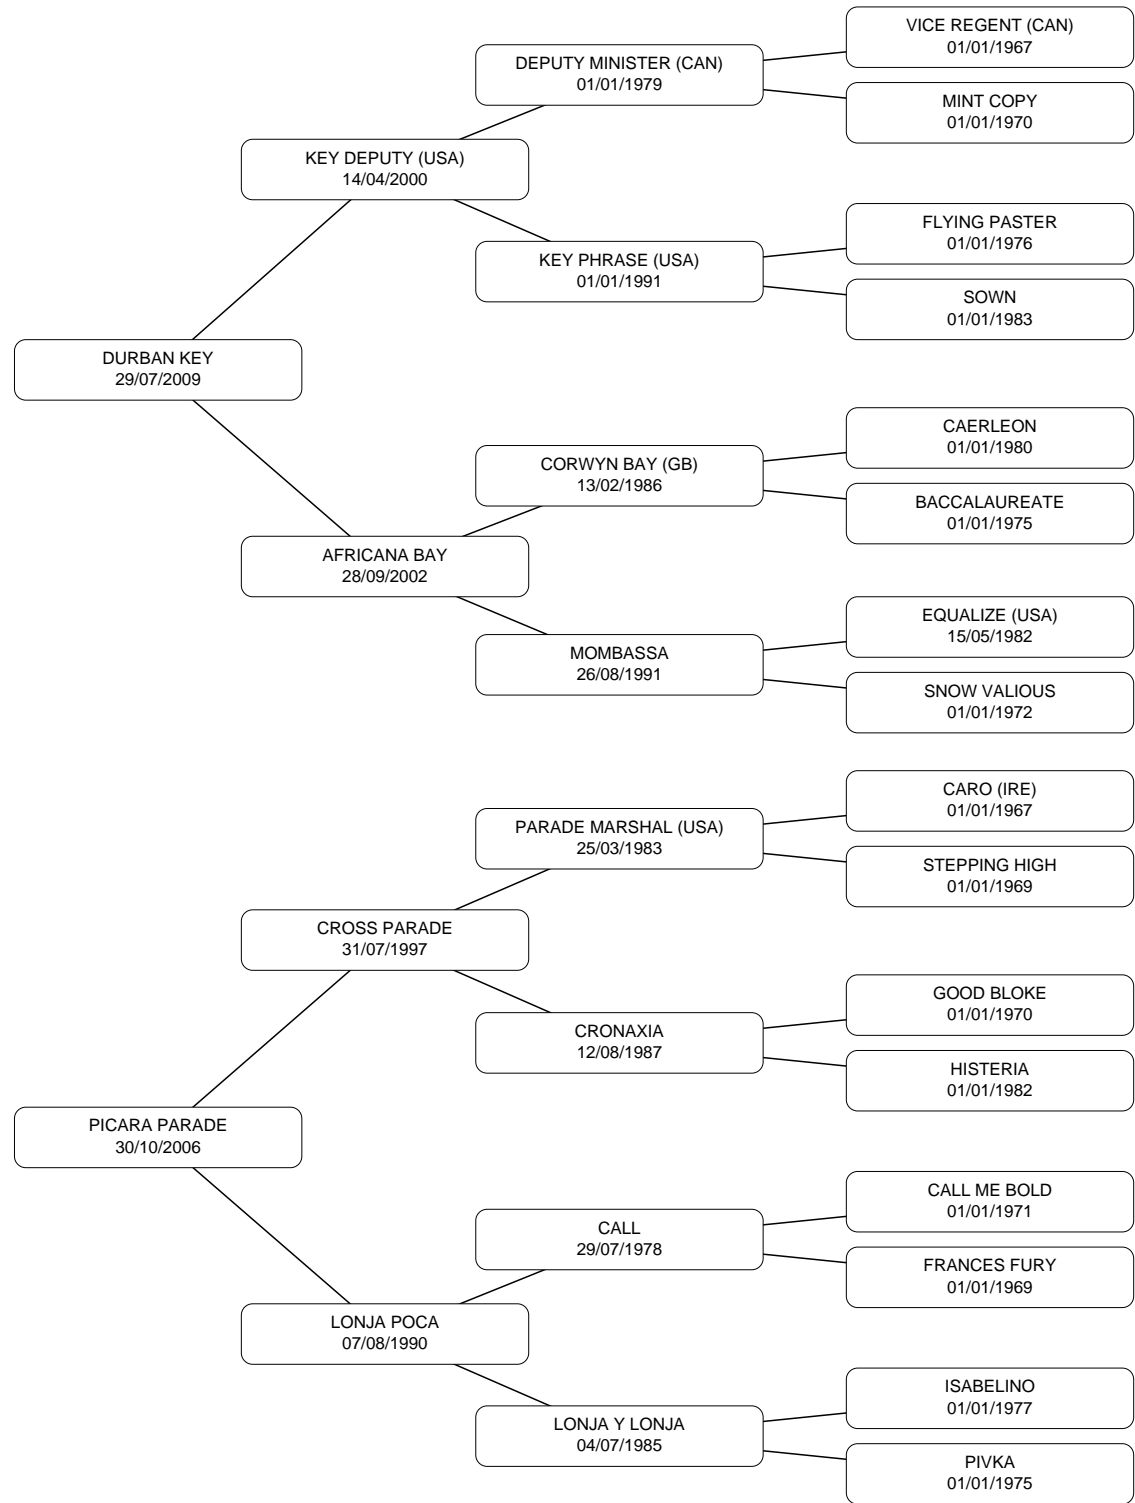 VICE REGENT (CAN)
01/01/1967
DEPUTY MINISTER (CAN)
01/01/1979
MINT COPY
01/01/1970
KEY DEPUTY (USA)
14/04/2000
FLYING PASTER
01/01/1976
KEY PHRASE (USA)
01/01/1991
SOWN
01/01/1983
DURBAN KEY
29/07/2009
CAERLEON
01/01/1980
CORWYN BAY (GB)
13/02/1986
BACCALAUREATE
01/01/1975
AFRICANA BAY
28/09/2002
EQUALIZE (USA)
15/05/1982
MOMBASSA
26/08/1991
SNOW VALIOUS
01/01/1972
CARO (IRE)
01/01/1967
PARADE MARSHAL (USA)
25/03/1983
STEPPING HIGH
01/01/1969
CROSS PARADE
31/07/1997
GOOD BLOKE
01/01/1970
CRONAXIA
12/08/1987
HISTERIA
01/01/1982
PICARA PARADE
30/10/2006
CALL ME BOLD
01/01/1971
CALL
29/07/1978
FRANCES FURY
01/01/1969
LONJA POCA
07/08/1990
ISABELINO
01/01/1977
LONJA Y LONJA
04/07/1985
PIVKA
01/01/1975